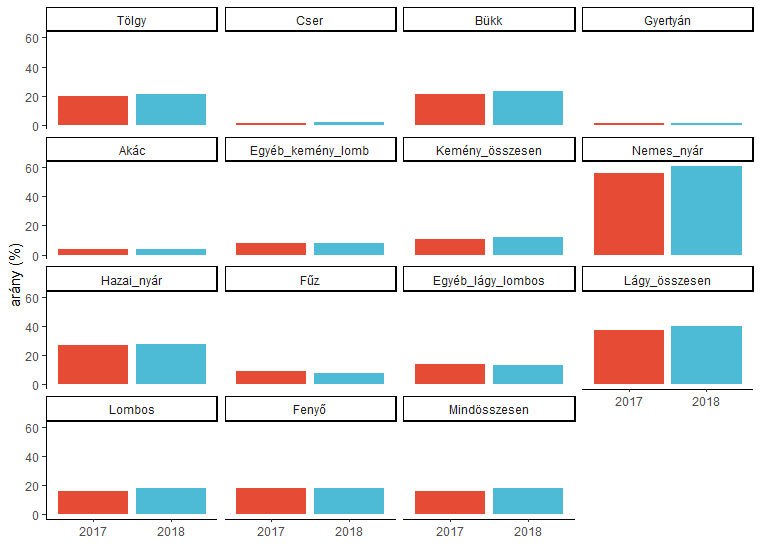 Tölgy Cser Bükk Gyertyán
60
40
20
0
Akác Egyéb_kemény_lomb Kemény_összesen Nemes_nyár
60
40
20
0
arány (%)
Hazai_nyár Fűz Egyéb_lágy_lombos Lágy_összesen
60
40
20
0
2017 2018
Lombos Fenyő Mindösszesen
60
40
20
0
2017 2018 2017 2018 2017 2018